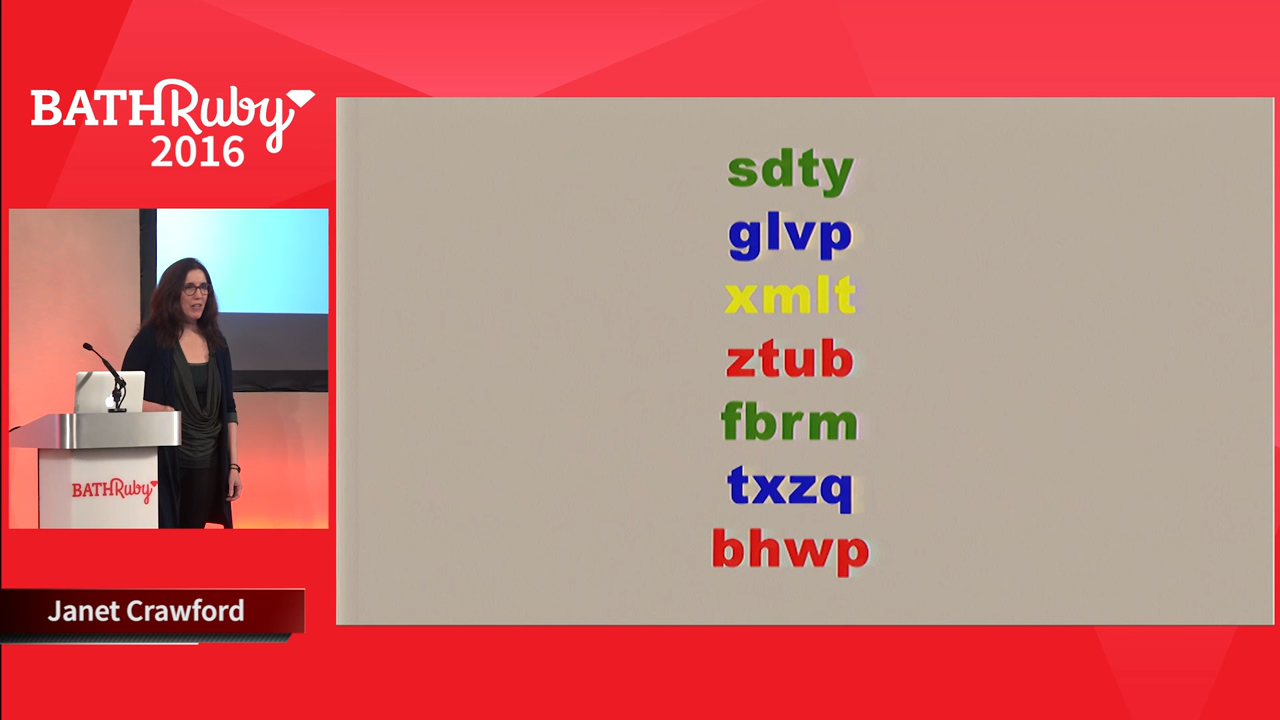 BATHRuby
2016
sdty
glvp
xmlt
ztub
fbrm
txzq
bhwp
BATHRuby
Janet Crawford